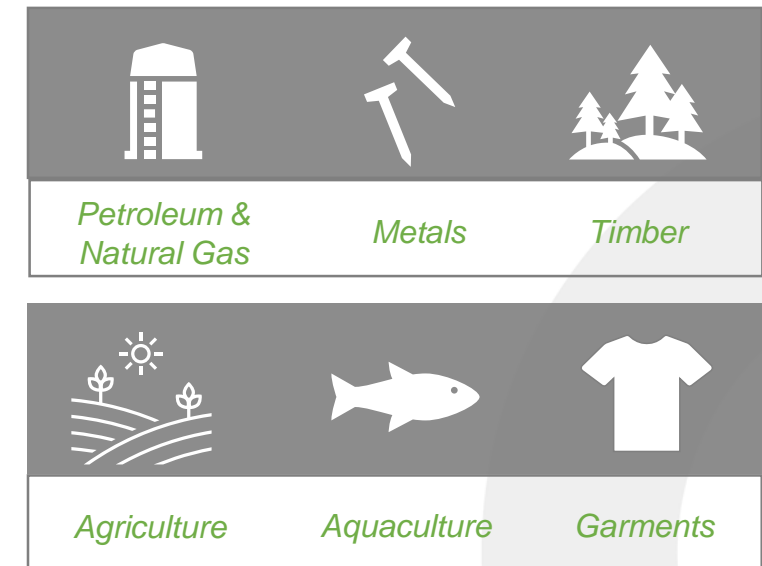 Petroleum &
Natural Gas
Metals
Timber
Agriculture
Aquaculture
Garments